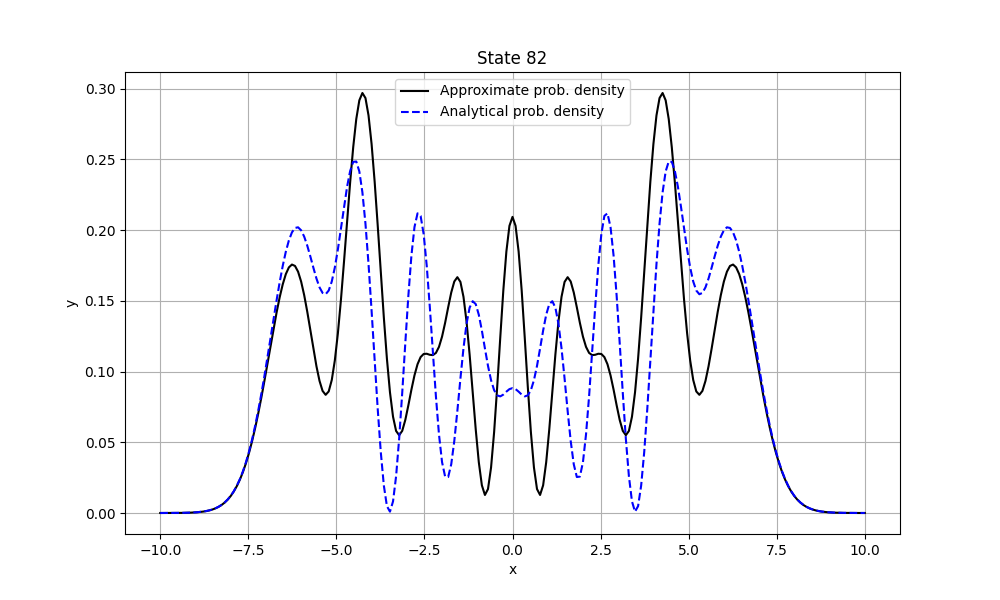 State 82
Approximate prob. density
Analytical prob. density
0.30
0.25
0.20
0.15
0.10
0.05
0.00
y
−10.0 −7.5 −5.0 −2.5 0.0 2.5 5.0 7.5 10.0
x